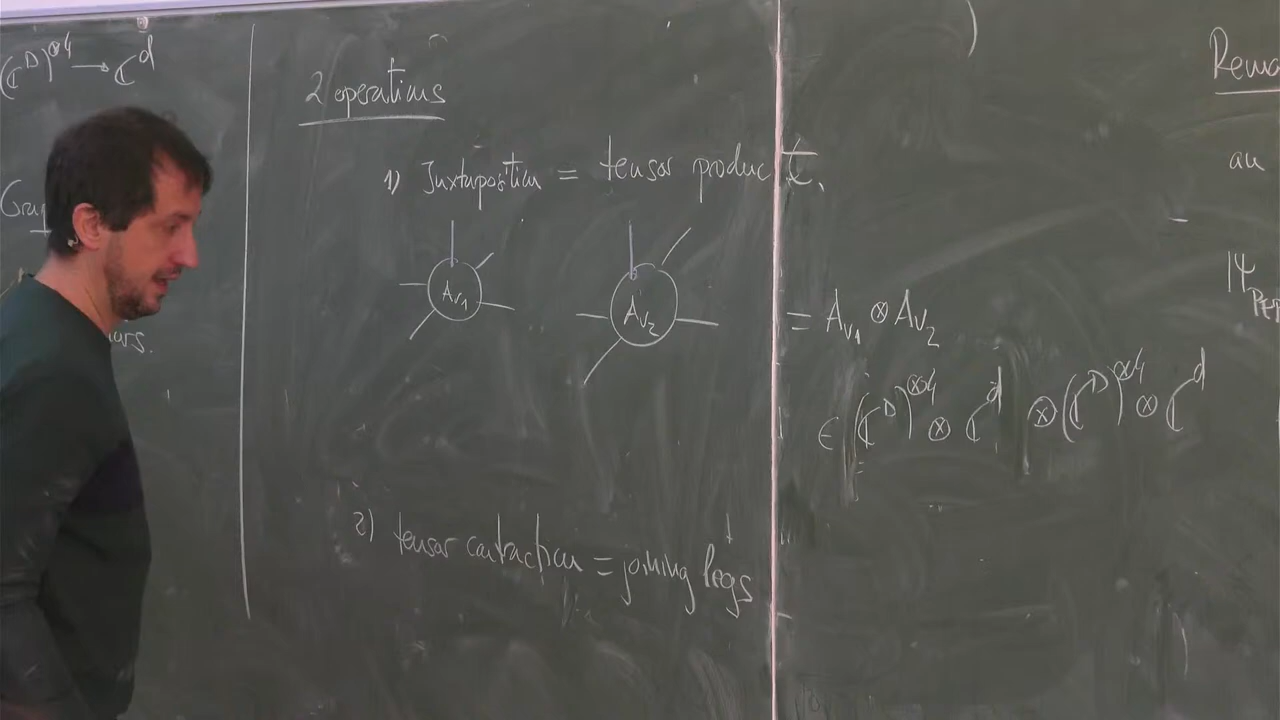 (ℂ^D)^⊗4 → ℂ^d
2 operations
1) Juxtaposition = tensor product.
A_v₁ A_v₂ = A_v₁ ⊗ A_v₂
∈ (ℂ^D)^⊗4 ⊗ ℂ^d ⊗ (ℂ^D)^⊗4 ⊗ ℂ^d
2) tensor contraction = joining legs
Rema
au
|Ψ_PEP